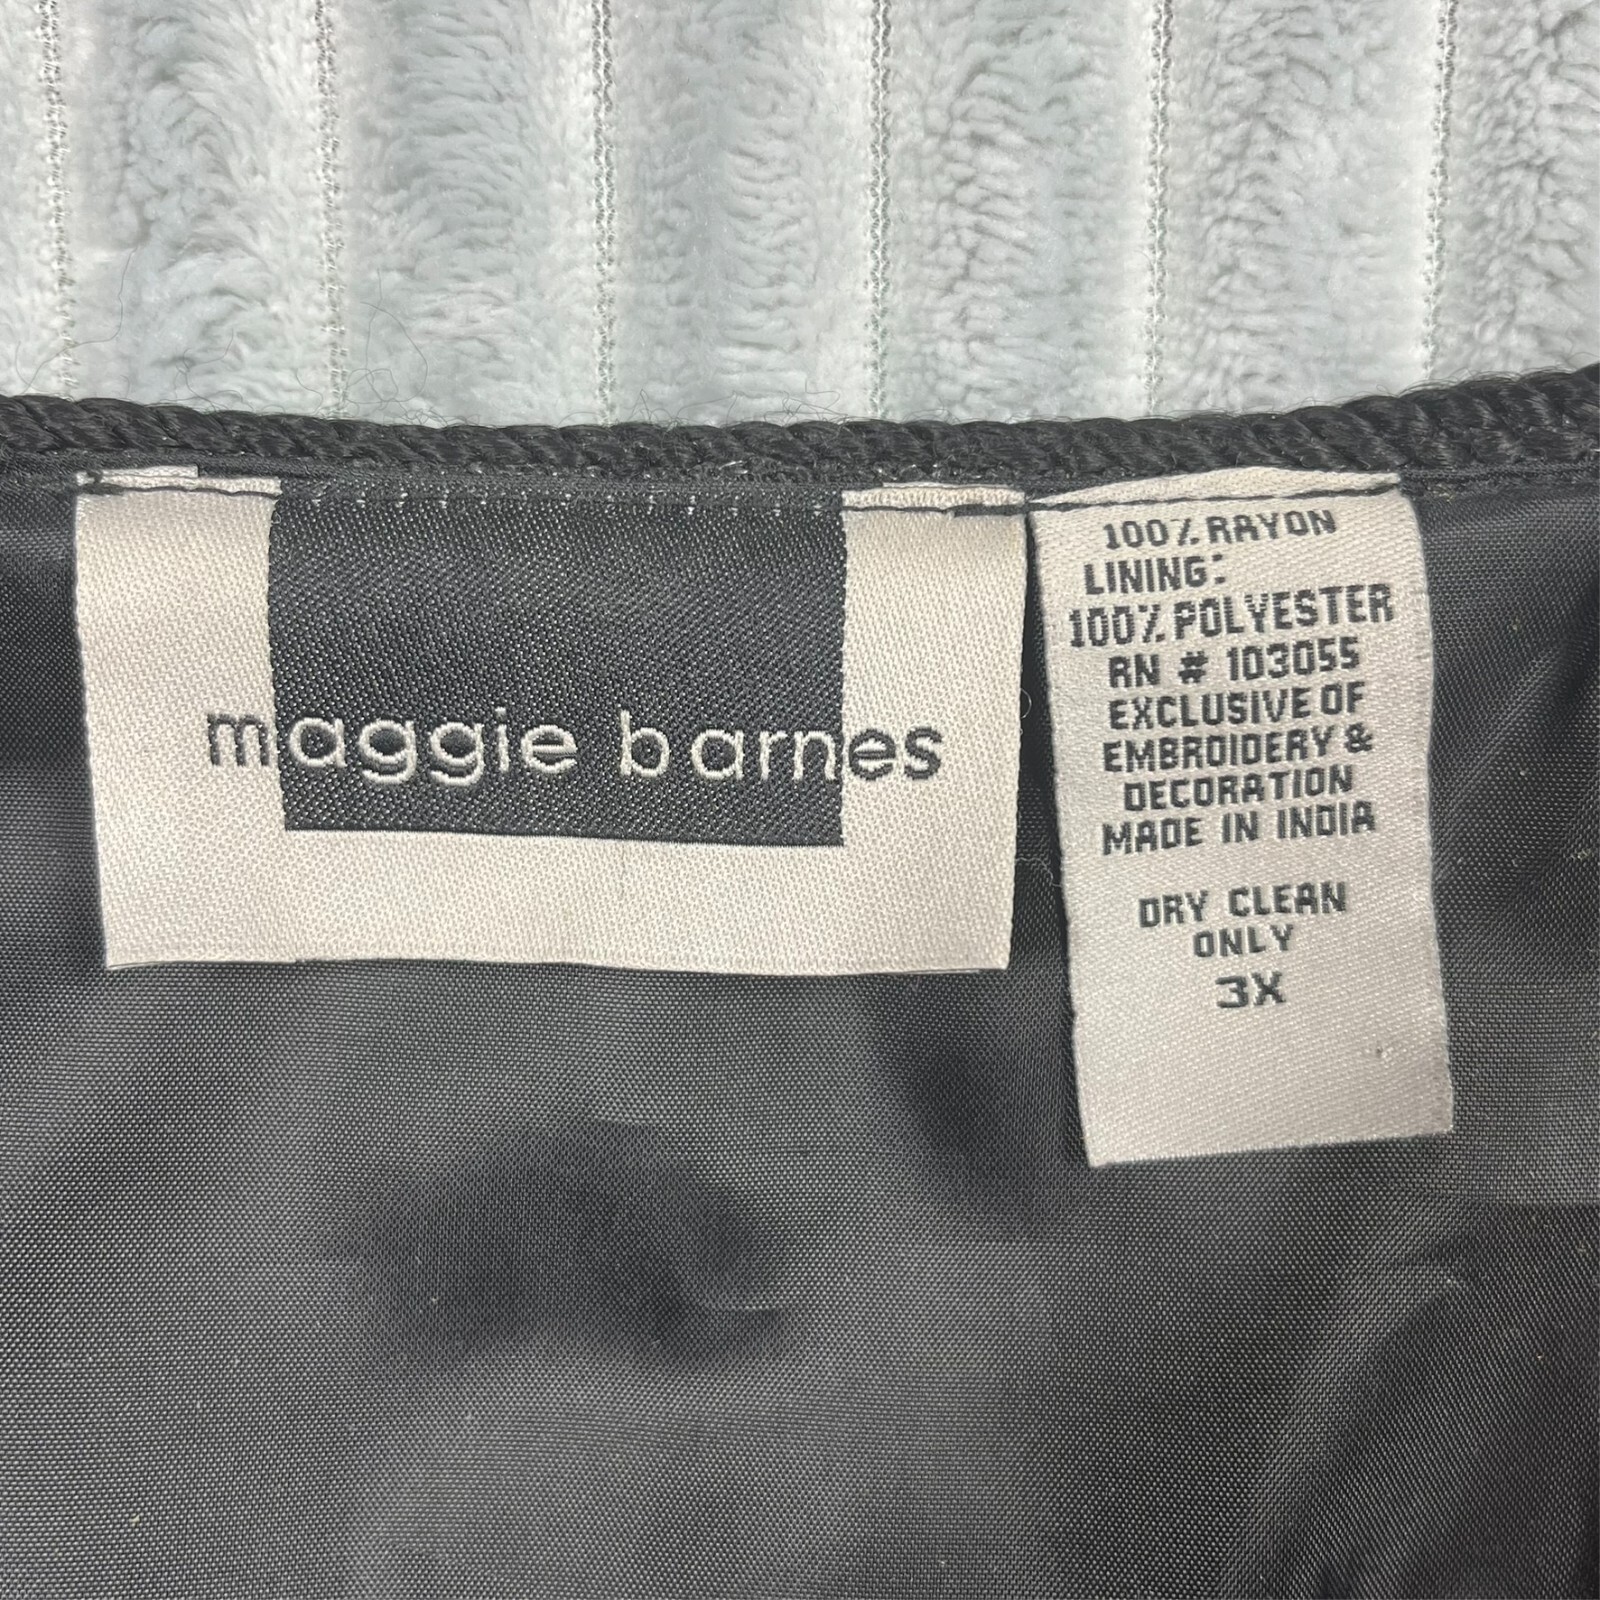 maggie barnes
100% RAYON
LINING:
100% POLYESTER
RN # 103055
EXCLUSIVE OF
EMBROIDERY &
DECORATION
MADE IN INDIA
DRY CLEAN
ONLY
3X